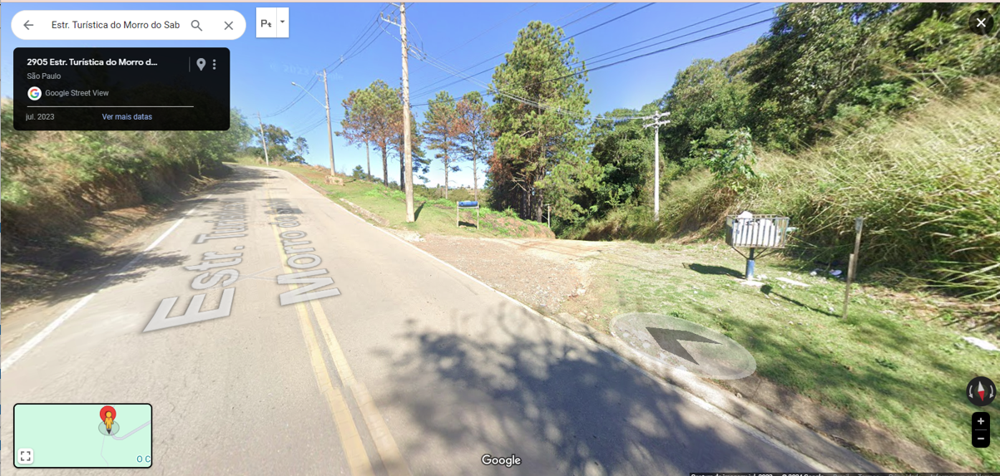 Estr. Turística do Morro do Sab
2905 Estr. Turística do Morro d...
São Paulo
Google Street View
jul. 2023
Ver mais datas
Estr.
Morro do
Google
O C